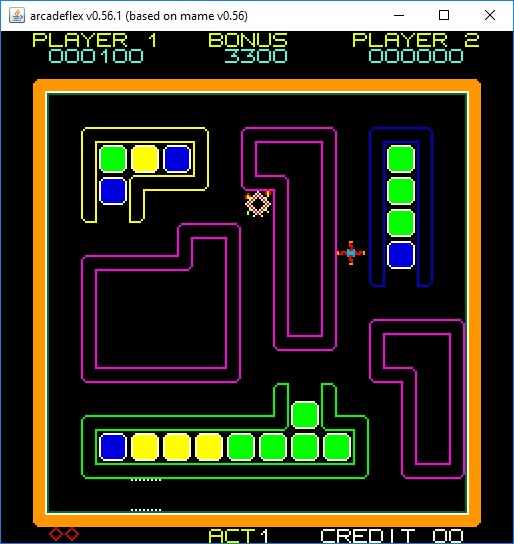 arcadeflex v0.56.1 (based on mame v0.56)
PLAYER 1 BONUS PLAYER 2
000100 3300 000000
ACT1 CREDIT 00